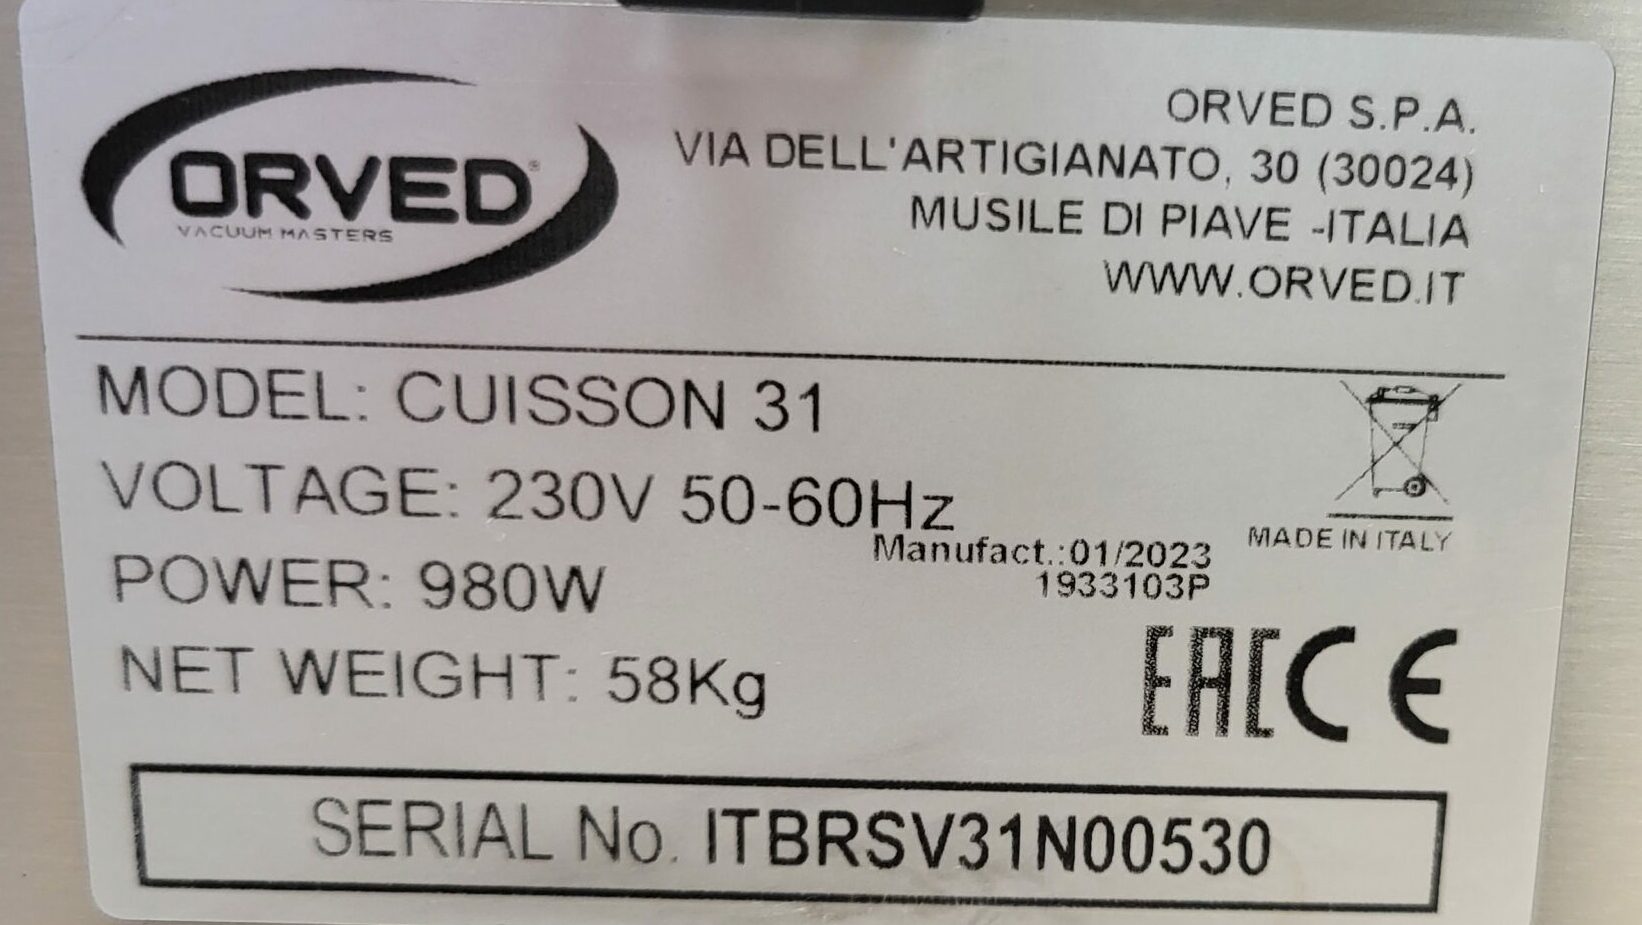 ORVED®
VACUUM MASTERS
ORVED S.P.A.
VIA DELL'ARTIGIANATO, 30 (30024)
MUSILE DI PIAVE -ITALIA
WWW.ORVED.IT
MODEL: CUISSON 31
VOLTAGE: 230V 50-60Hz
Manufact.:01/2023
1933103P
MADE IN ITALY
POWER: 980W
NET WEIGHT: 58Kg
EAC CE
SERIAL No. ITBRSV31N00530